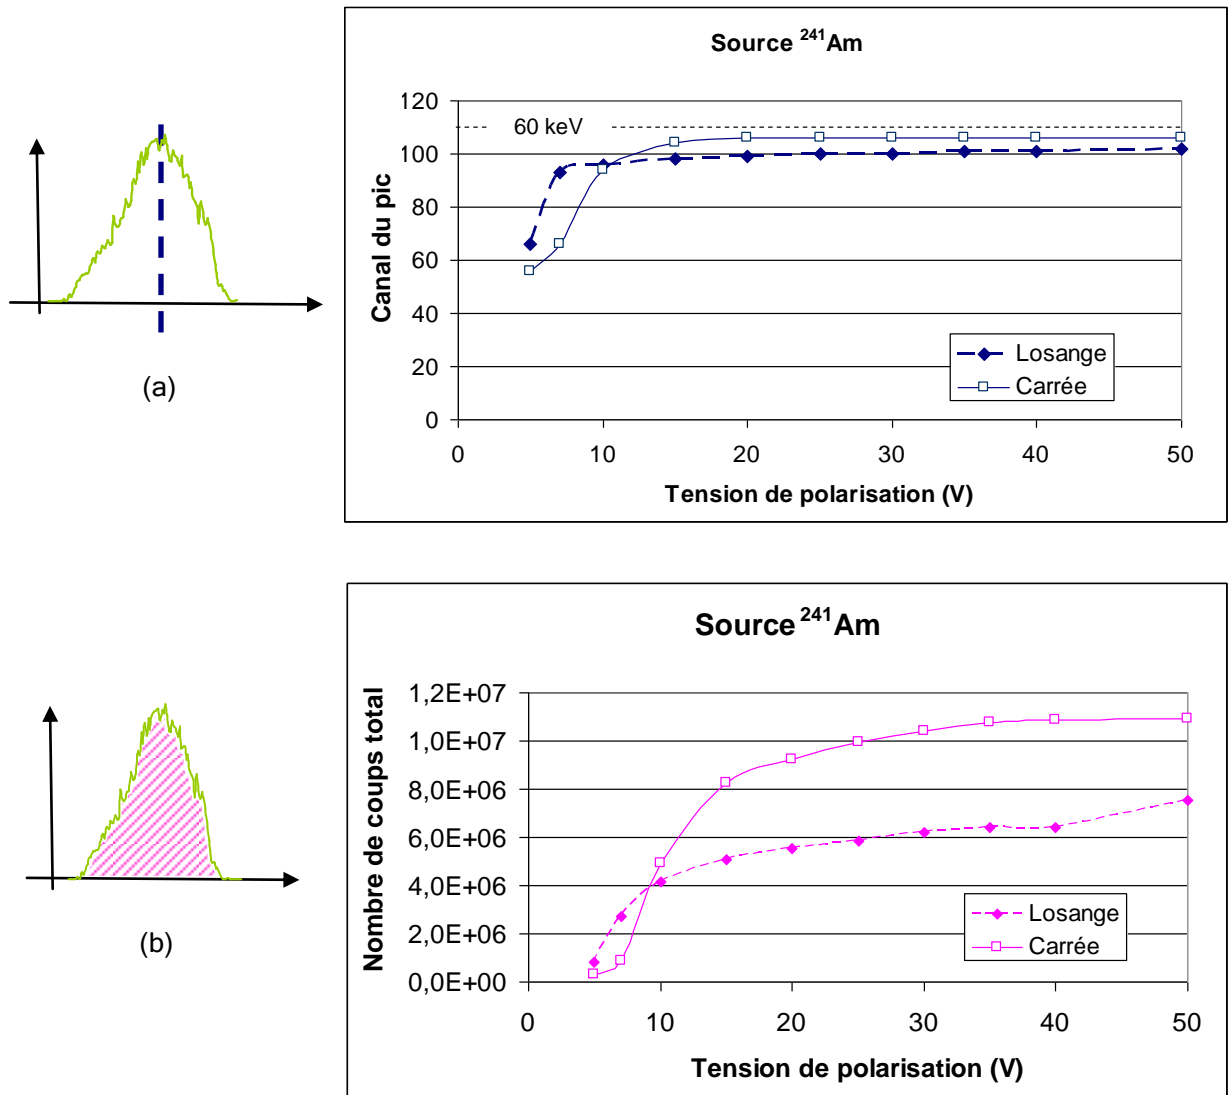 Source ²⁴¹Am
120
100
80
60
40
20
0
60 keV
Canal du pic
Losange
Carrée
0 10 20 30 40 50
Tension de polarisation (V)
(a)
Source ²⁴¹Am
1,2E+07
1,0E+07
8,0E+06
6,0E+06
4,0E+06
2,0E+06
0,0E+00
Nombre de coups total
Losange
Carrée
0 10 20 30 40 50
Tension de polarisation (V)
(b)